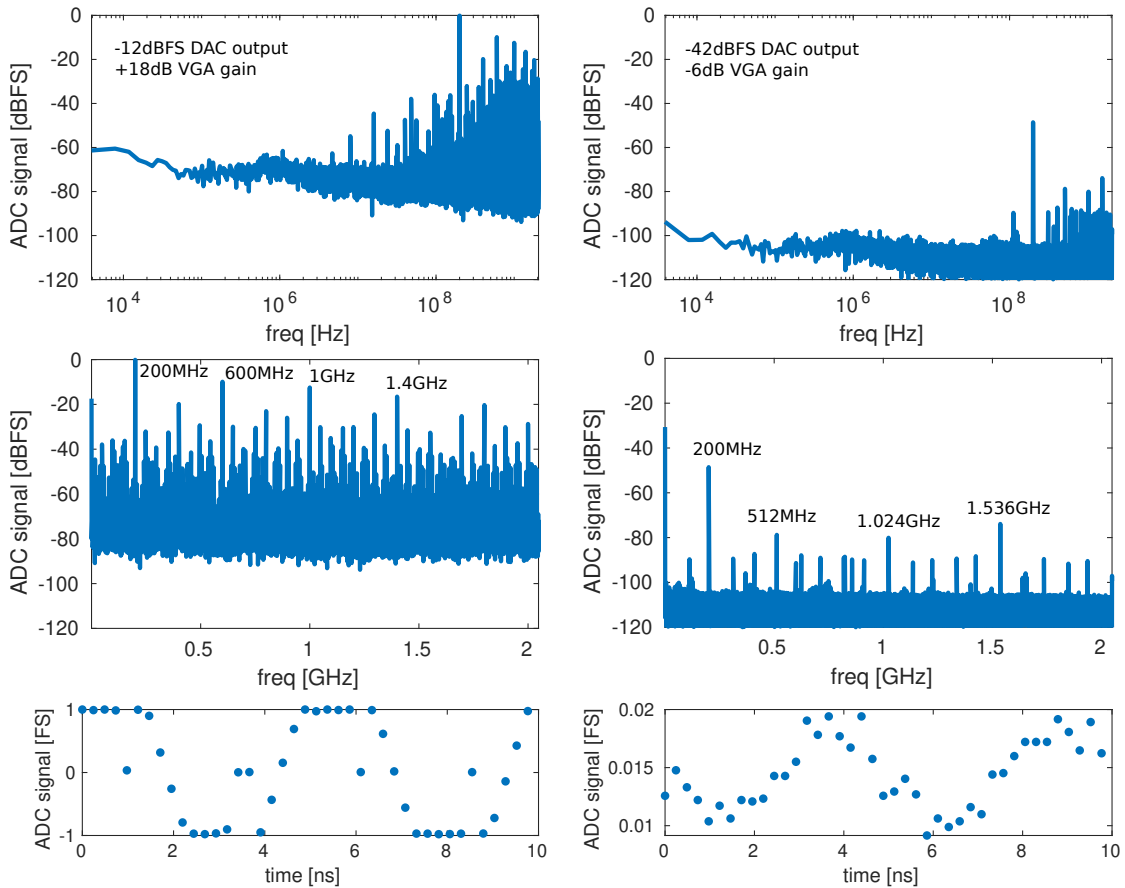 -12dBFS DAC output
+18dB VGA gain
0
-20
-40
-60
-80
-100
-120
ADC signal [dBFS]
10^4
10^6
10^8
freq [Hz]
-42dBFS DAC output
-6dB VGA gain
0
-20
-40
-60
-80
-100
-120
ADC signal [dBFS]
10^4
10^6
10^8
freq [Hz]
200MHz
600MHz
1GHz
1.4GHz
0
-20
-40
-60
-80
-100
-120
ADC signal [dBFS]
0.5
1
1.5
2
freq [GHz]
200MHz
512MHz
1.024GHz
1.536GHz
0
-20
-40
-60
-80
-100
-120
ADC signal [dBFS]
0.5
1
1.5
2
freq [GHz]
1
0
-1
ADC signal [FS]
0
2
4
6
8
10
time [ns]
0.02
0.015
0.01
ADC signal [FS]
0
2
4
6
8
10
time [ns]